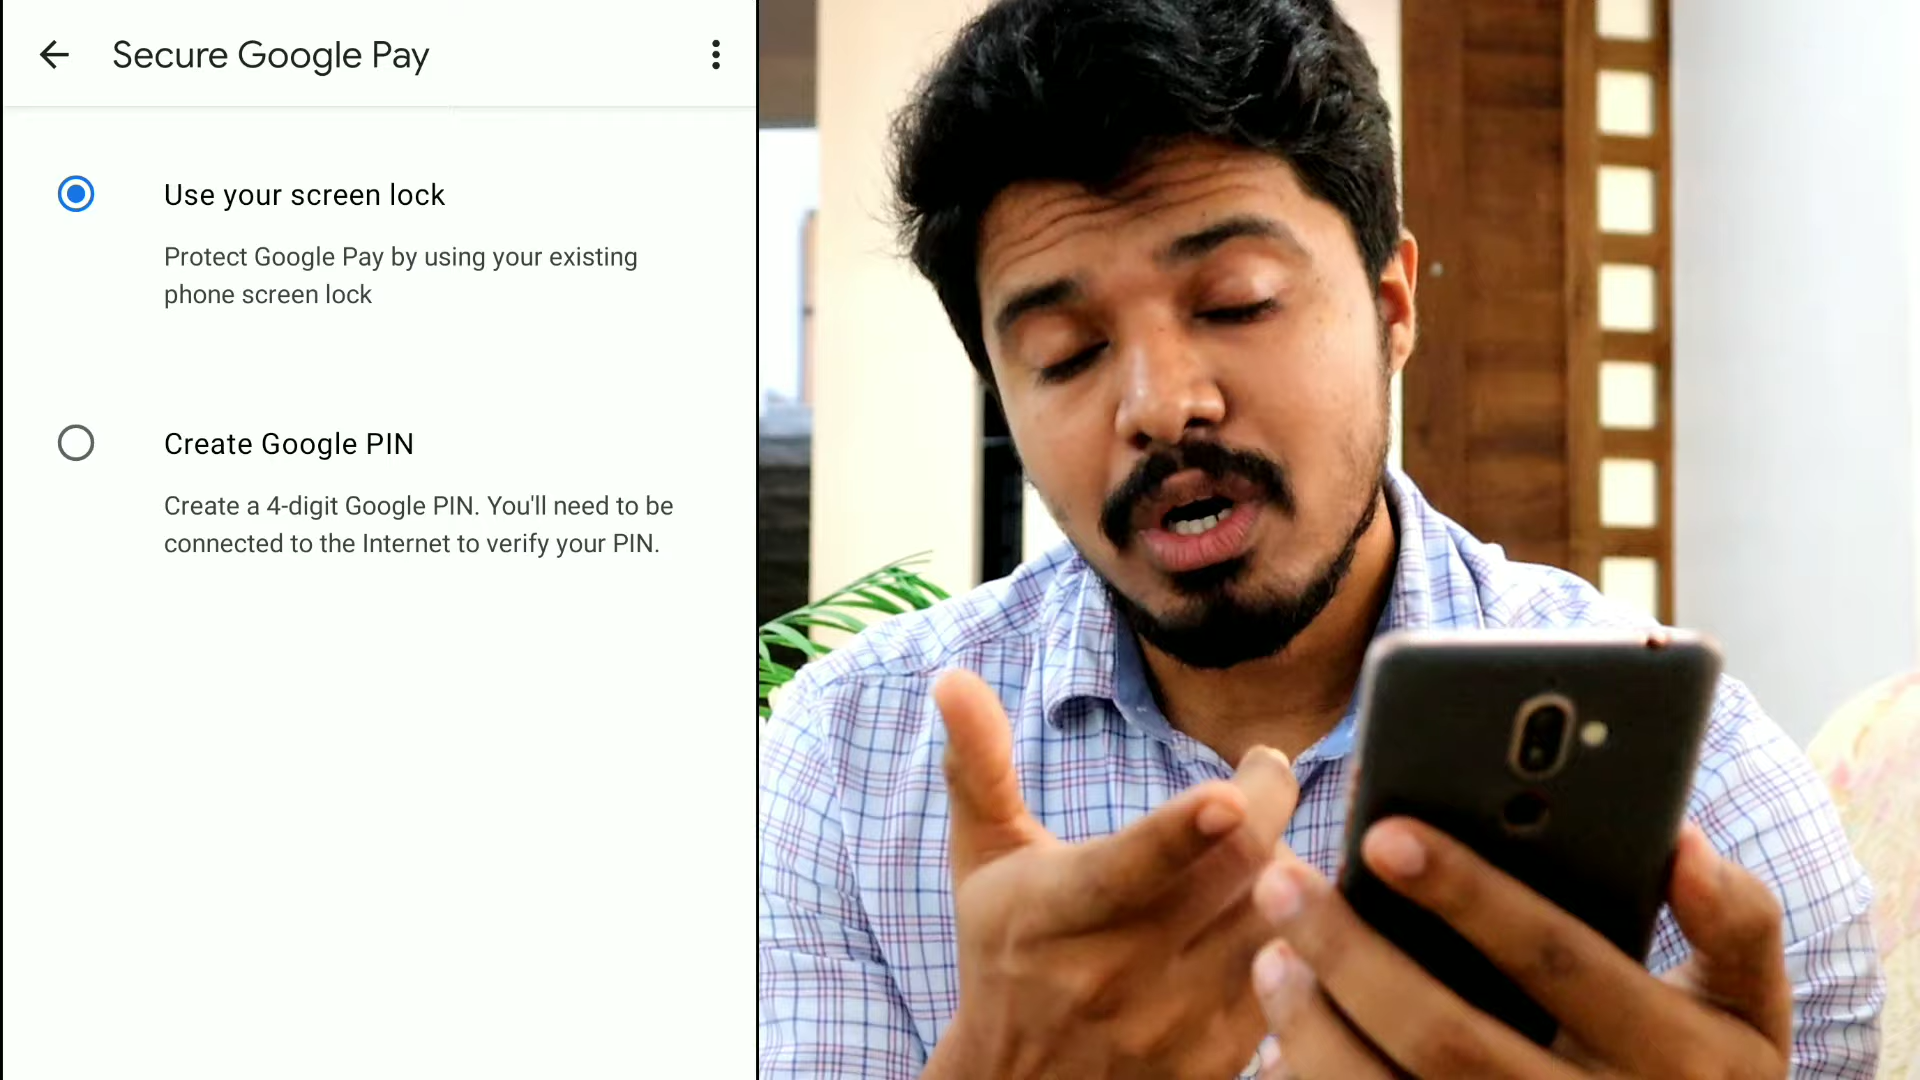 Secure Google Pay
Use your screen lock
Protect Google Pay by using your existing
phone screen lock
Create Google PIN
Create a 4-digit Google PIN. You'll need to be
connected to the Internet to verify your PIN.